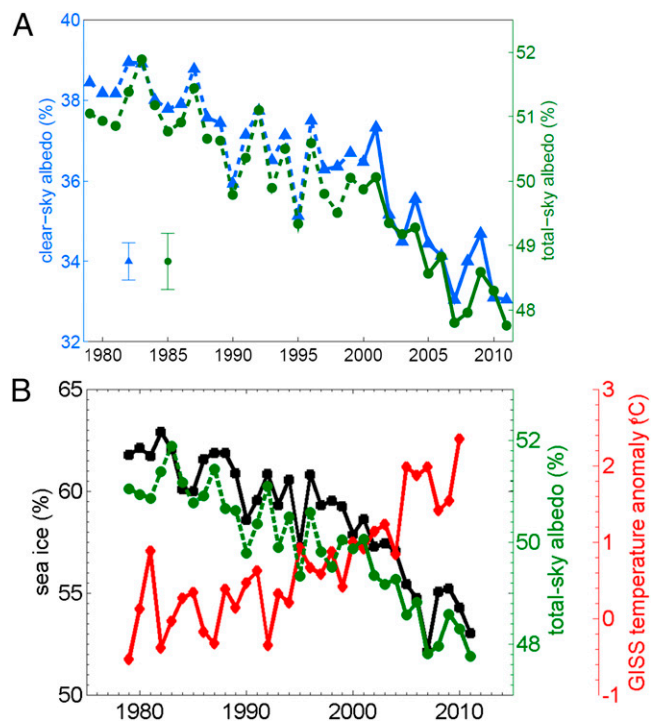 A
40
38
36
34
32
clear-sky albedo (%)
52
51
50
49
48
total-sky albedo (%)
1980 1985 1990 1995 2000 2005 2010
B
65
60
55
50
sea ice (%)
52
50
48
total-sky albedo (%)
3
2
1
0
-1
GISS temperature anomaly ºC)
1980 1990 2000 2010